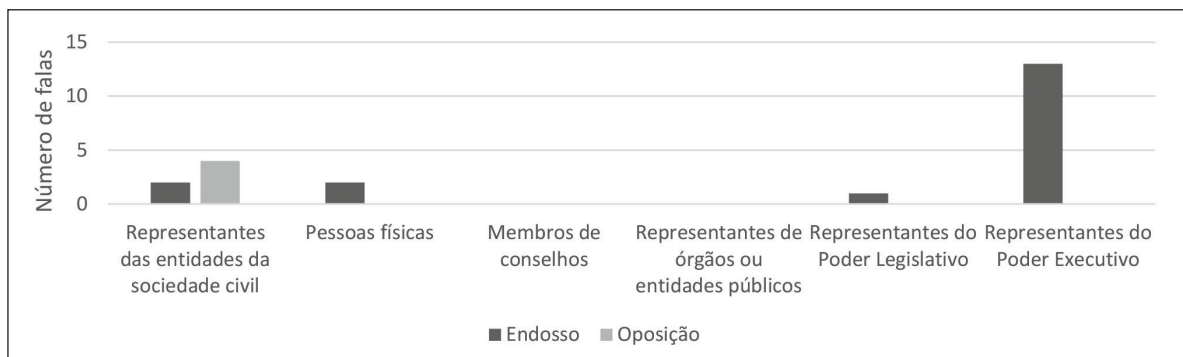 Número de falas
15
10
5
0
Representantes das entidades da sociedade civil
Pessoas físicas
Membros de conselhos
Representantes de órgãos ou entidades públicos
Representantes do Poder Legislativo
Representantes do Poder Executivo
Endosso
Oposição